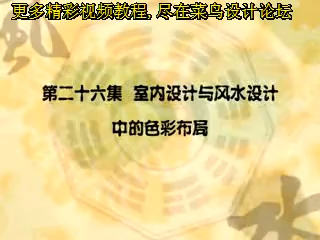 更多精彩视频教程,尽在菜鸟设计论坛
第二十六集 室内设计与风水设计
中的色彩布局